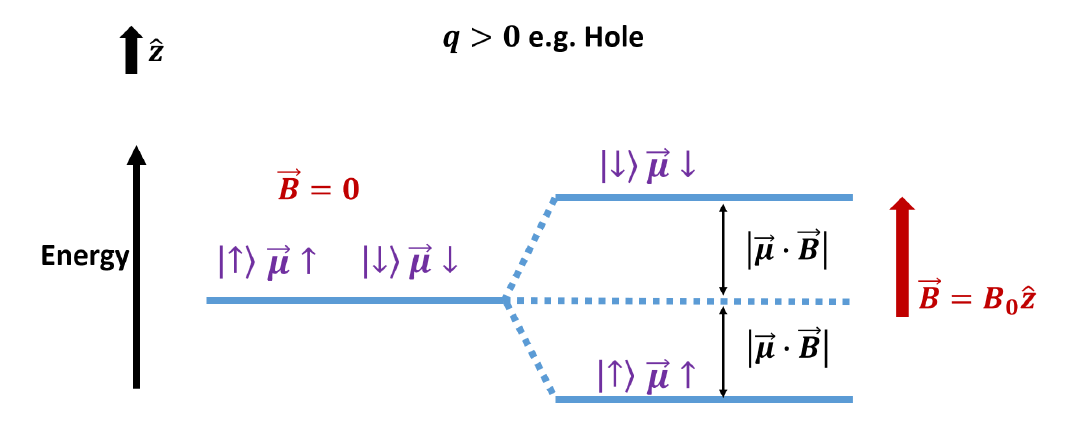 ẑ
q > 0 e.g. Hole
|↓⟩ μ⃗ ↓
B⃗ = 0
Energy
|↑⟩ μ⃗ ↑ |↓⟩ μ⃗ ↓
|μ⃗ · B⃗|
B⃗ = B₀ẑ
|μ⃗ · B⃗|
|↑⟩ μ⃗ ↑